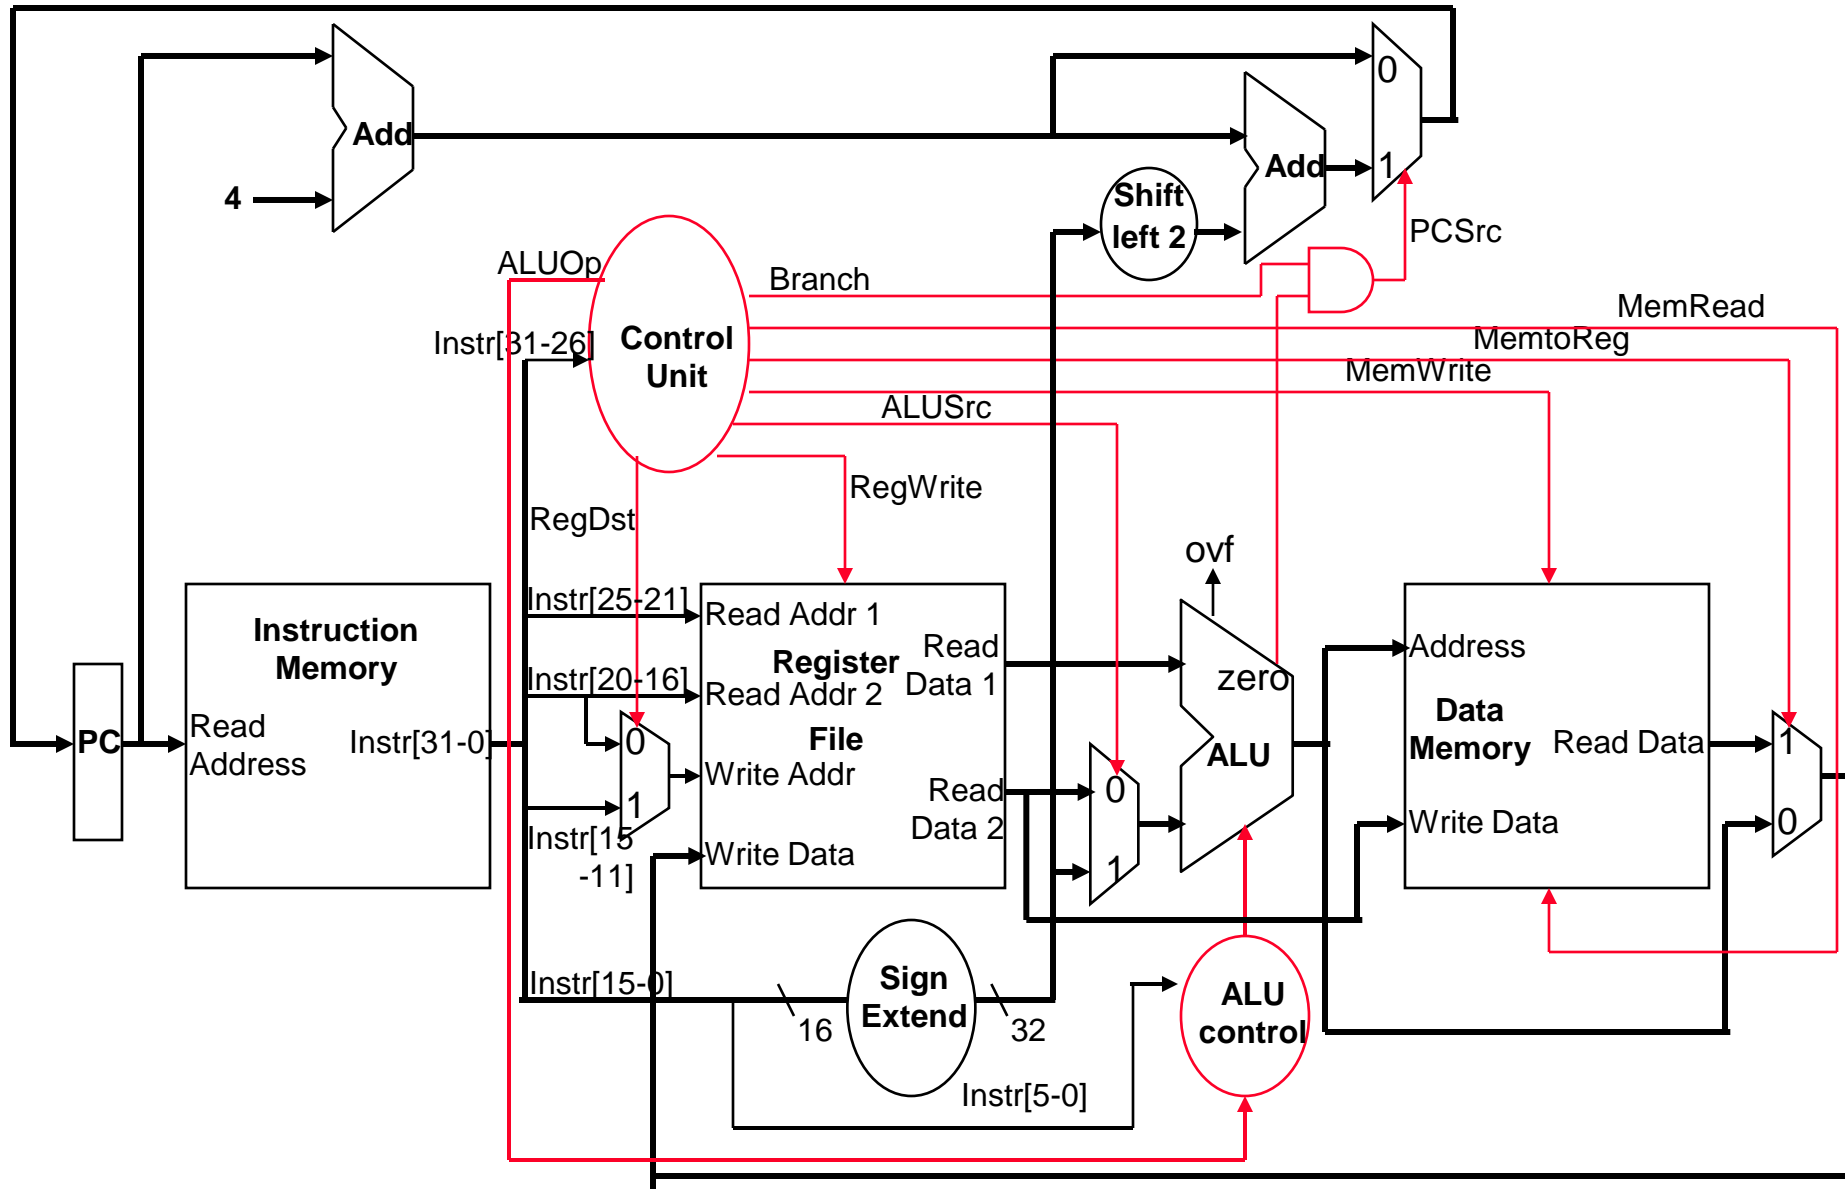 0
Add
Add
1
4
Shift
left 2
PCSrc
ALUOp
Branch
MemRead
Instr[31-26]
Control
Unit
MemtoReg
MemWrite
ALUSrc
RegWrite
RegDst
ovf
Instruction
Memory
Instr[25-21]
Read Addr 1
Register
File
Read
Data 1
zero
Address
Instr[20-16]
Read Addr 2
PC
Read
Address
Instr[31-0]
0
1
Write Addr
Read
Data 2
0
1
ALU
Data
Memory
Read Data
1
0
Instr[15
-11]
Write Data
Write Data
Instr[15-0]
16
Sign
Extend
32
ALU
control
Instr[5-0]